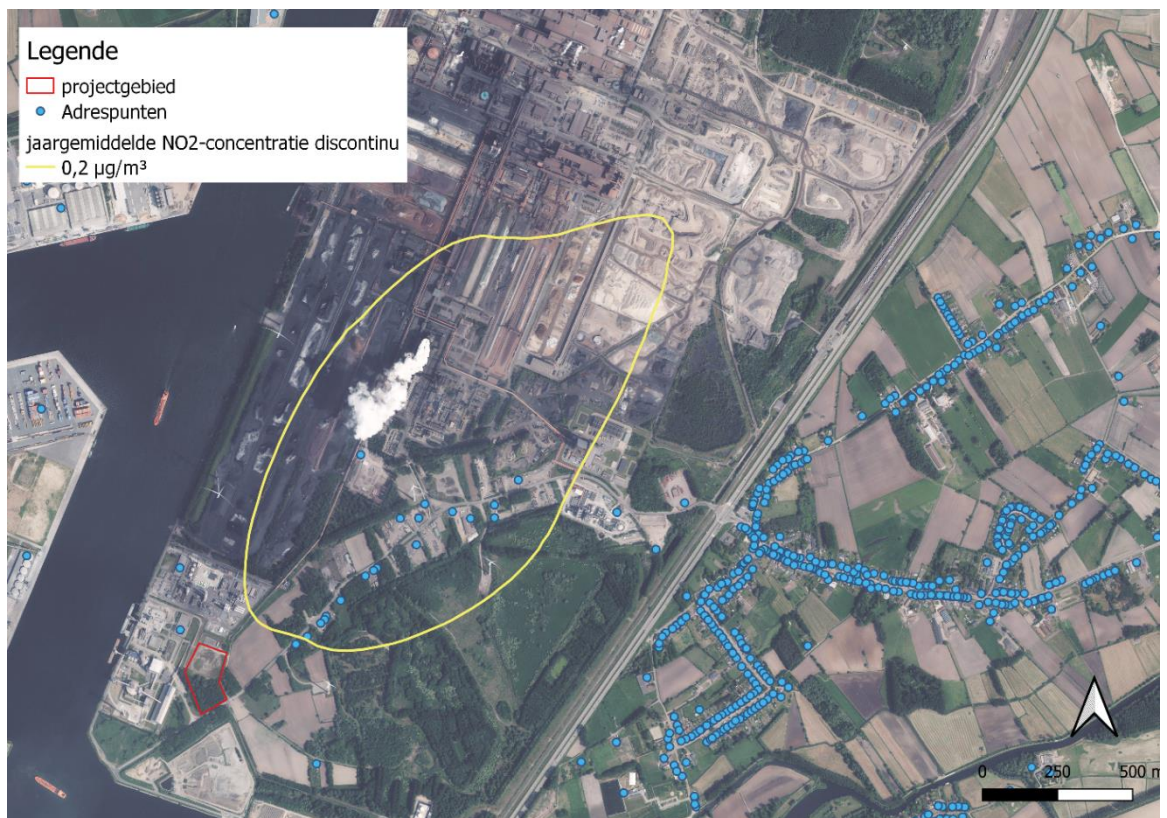 Legende
projectgebied
Adrespunten
jaargemiddelde NO2-concentratie discontinu
0,2 µg/m³
0 250 500 m